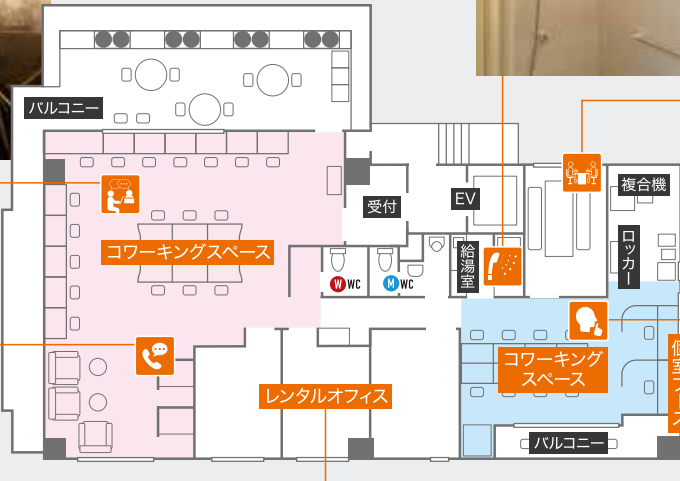 バルコニー
受付
EV
複合機
コワーキングスペース
給湯室
ロッカー
W WC
M WC
コワーキング
スペース
レンタルオフィス
バルコニー